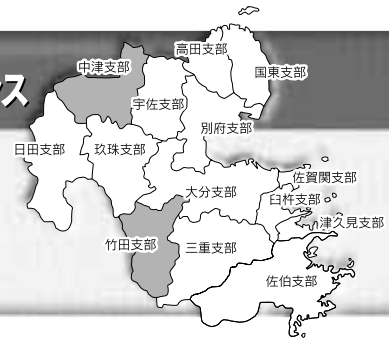 高田支部
中津支部
国東支部
ンス
宇佐支部
別府支部
日田支部
玖珠支部
佐賀関支部
大分支部
臼杵支部
津久見支部
竹田支部
三重支部
佐伯支部